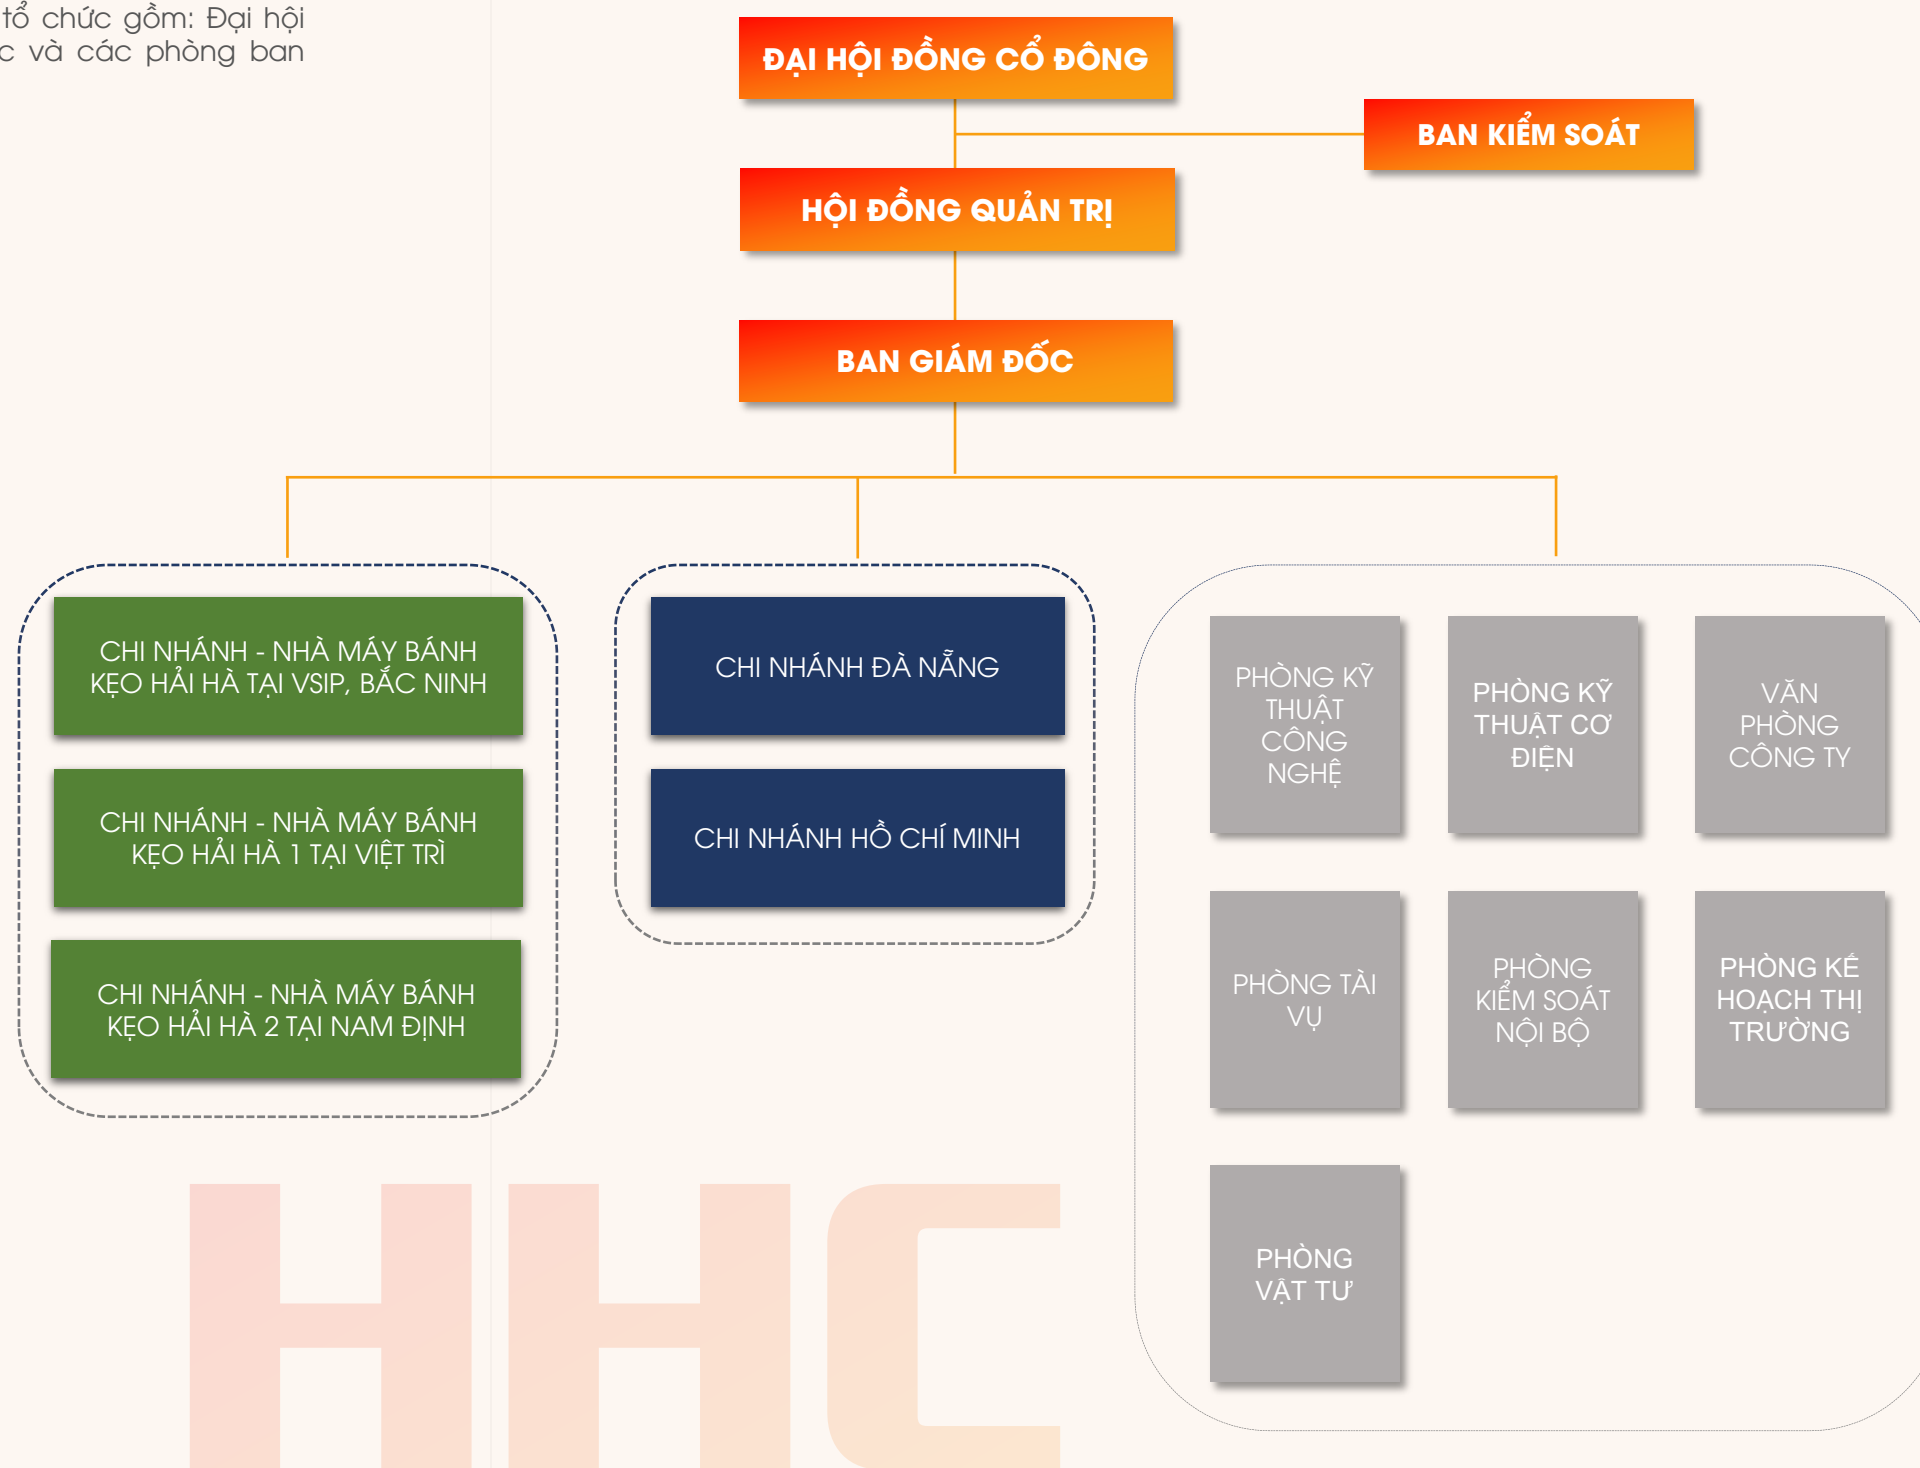 tổ chức gồm: Đại hội
và các phòng ban
ĐẠI HỘI ĐỒNG CỔ ĐÔNG
BAN KIỂM SOÁT
HỘI ĐỒNG QUẢN TRỊ
BAN GIÁM ĐỐC
CHI NHÁNH - NHÀ MÁY BÁNH
KẸO HẢI HÀ TẠI VSIP, BẮC NINH
CHI NHÁNH - NHÀ MÁY BÁNH
KẸO HẢI HÀ 1 TẠI VIỆT TRÌ
CHI NHÁNH - NHÀ MÁY BÁNH
KẸO HẢI HÀ 2 TẠI NAM ĐỊNH
CHI NHÁNH ĐÀ NẴNG
CHI NHÁNH HỒ CHÍ MINH
PHÒNG KỸ
THUẬT
CÔNG
NGHỆ
PHÒNG KỸ
THUẬT CƠ
ĐIỆN
VĂN
PHÒNG
CÔNG TY
PHÒNG TÀI
VỤ
PHÒNG
KIỂM SOÁT
NỘI BỘ
PHÒNG KẾ
HOẠCH THỊ
TRƯỜNG
PHÒNG
VẬT TƯ
HHC